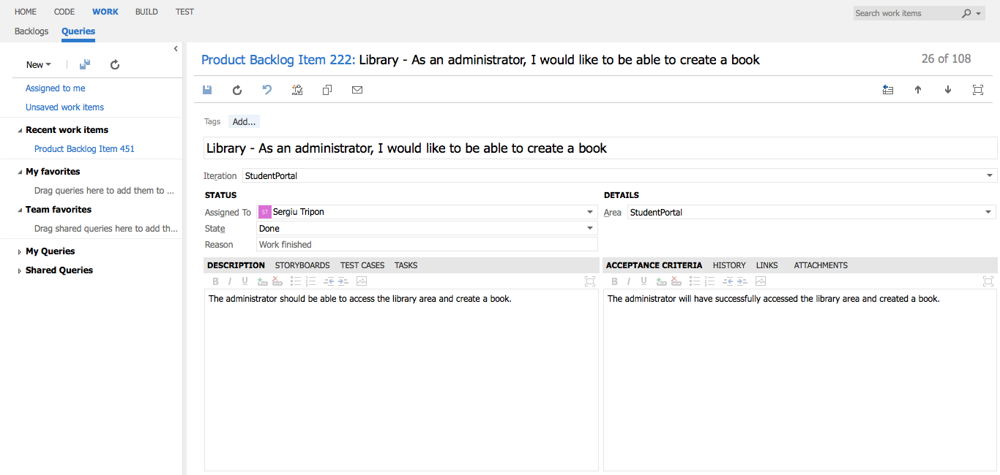 HOME CODE WORK BUILD TEST
Search work items
Backlogs Queries
New
Assigned to me
Unsaved work items
Recent work items
Product Backlog Item 451
My favorites
Drag queries here to add them to ...
Team favorites
Drag shared queries here to add th...
My Queries
Shared Queries
Product Backlog Item 222: Library - As an administrator, I would like to be able to create a book
26 of 108
Tags Add...
Library - As an administrator, I would like to be able to create a book
Iteration StudentPortal
STATUS
Assigned To ST Sergiu Tripon
State Done
Reason Work finished
DETAILS
Area StudentPortal
DESCRIPTION STORYBOARDS TEST CASES TASKS
B I U
The administrator should be able to access the library area and create a book.
ACCEPTANCE CRITERIA HISTORY LINKS ATTACHMENTS
B I U
The administrator will have successfully accessed the library area and created a book.